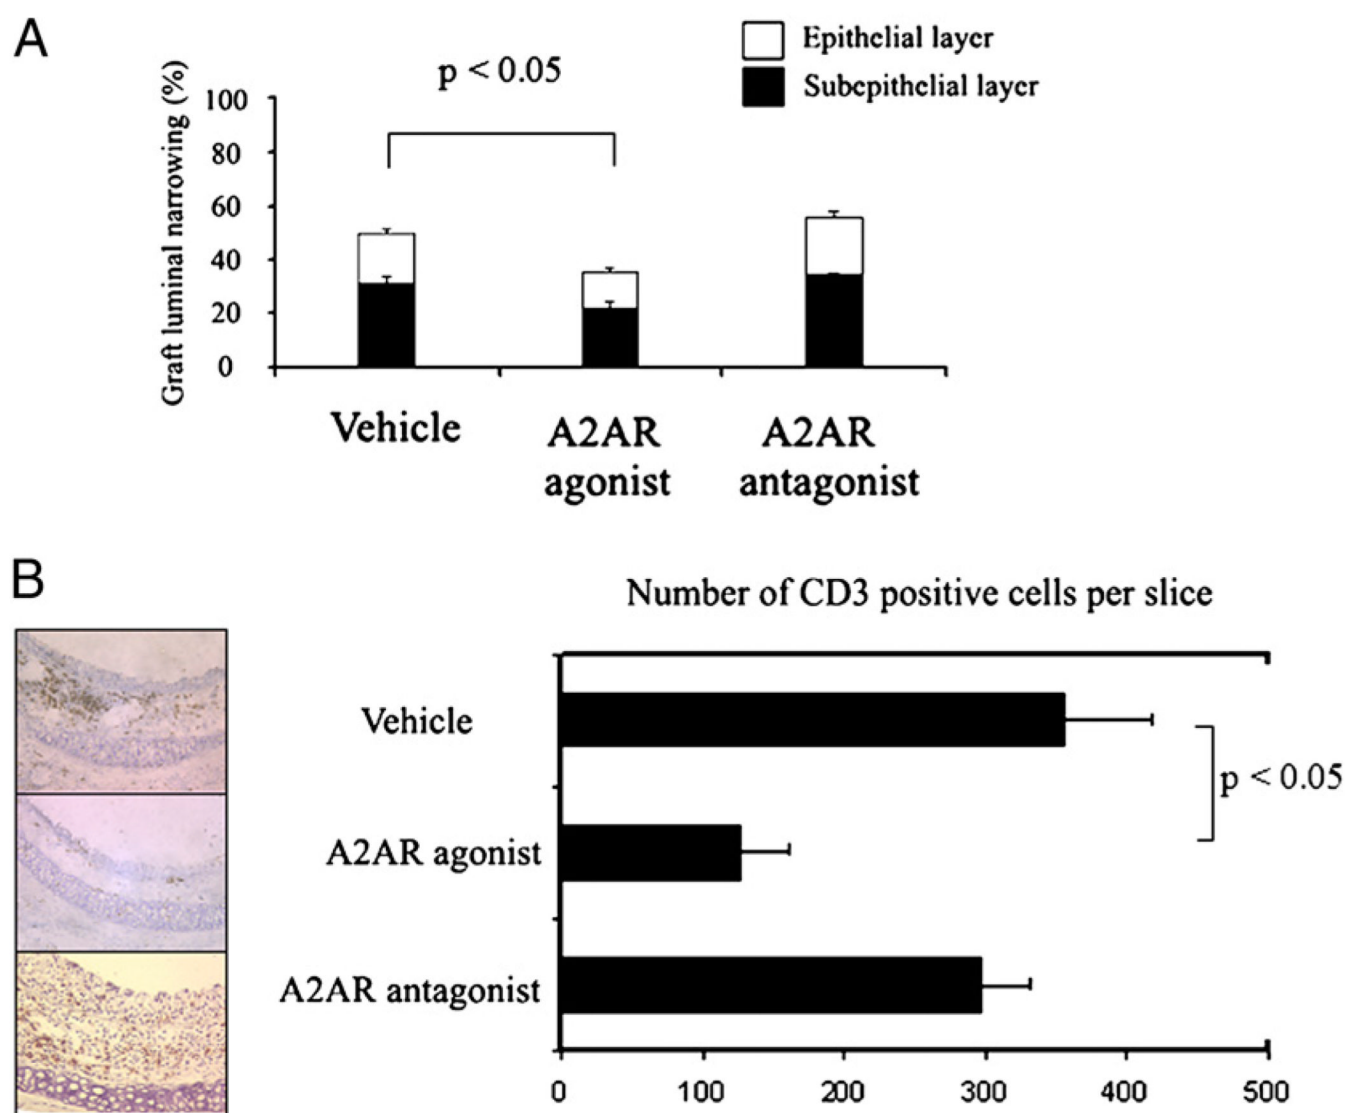 A
Epithelial layer
Subepithelial layer
p < 0.05
Graft luminal narrowing (%)
100
80
60
40
20
0
Vehicle
A2AR
agonist
A2AR
antagonist
B
Number of CD3 positive cells per slice
Vehicle
p < 0.05
A2AR agonist
A2AR antagonist
0 100 200 300 400 500